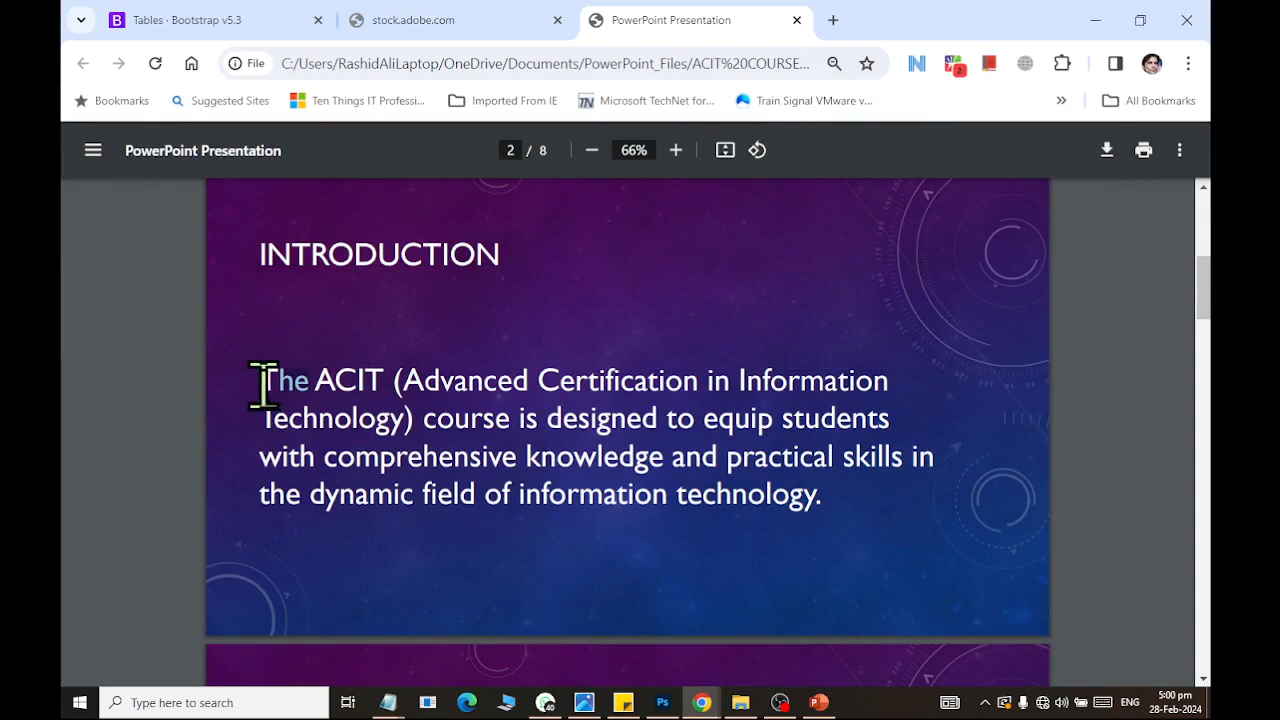 Tables · Bootstrap v5.3
stock.adobe.com
PowerPoint Presentation
File
C:/Users/RashidAliLaptop/OneDrive/Documents/PowerPoint_Files/ACIT%20COURSE...
2
Bookmarks
Suggested Sites
Ten Things IT Professi...
Imported From IE
TN
Microsoft TechNet for...
Train Signal VMware v...
All Bookmarks
PowerPoint Presentation
2 / 8
66%
INTRODUCTION
The ACIT (Advanced Certification in Information
Technology) course is designed to equip students
with comprehensive knowledge and practical skills in
the dynamic field of information technology.
Type here to search
Ps
ENG
5:00 pm
28-Feb-2024